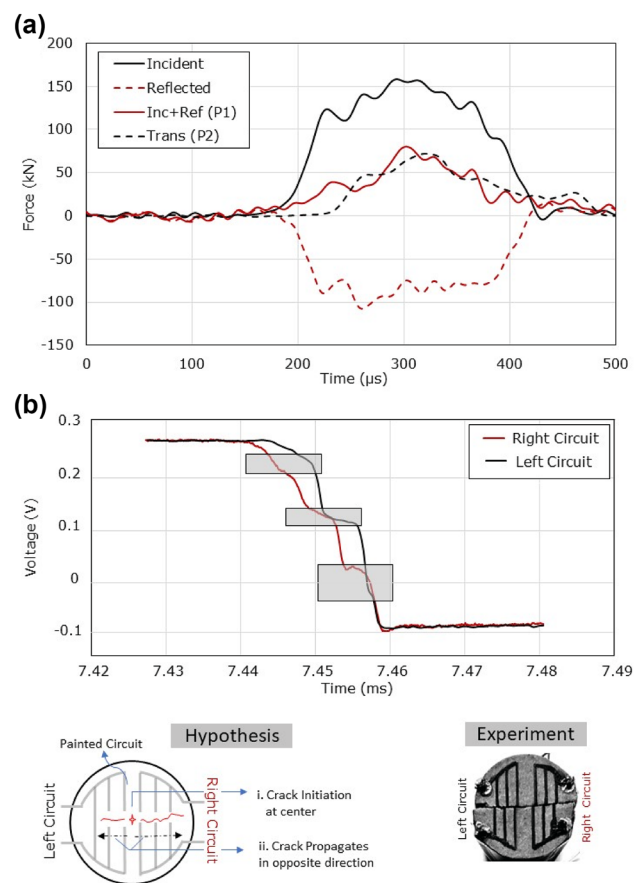 (a)
200
150
100
50
0
-50
-100
-150
Force (kN)
Incident
Reflected
Inc+Ref (P1)
Trans (P2)
0 100 200 300 400 500
Time (µs)
(b)
0.3
0.2
0.1
0
-0.1
Voltage (V)
Right Circuit
Left Circuit
7.42 7.43 7.44 7.45 7.46 7.47 7.48 7.49
Time (ms)
Hypothesis
Painted Circuit
Left Circuit
Right Circuit
i. Crack Initiation
at center
ii. Crack Propagates
in opposite direction
Experiment
Left Circuit
Right Circuit